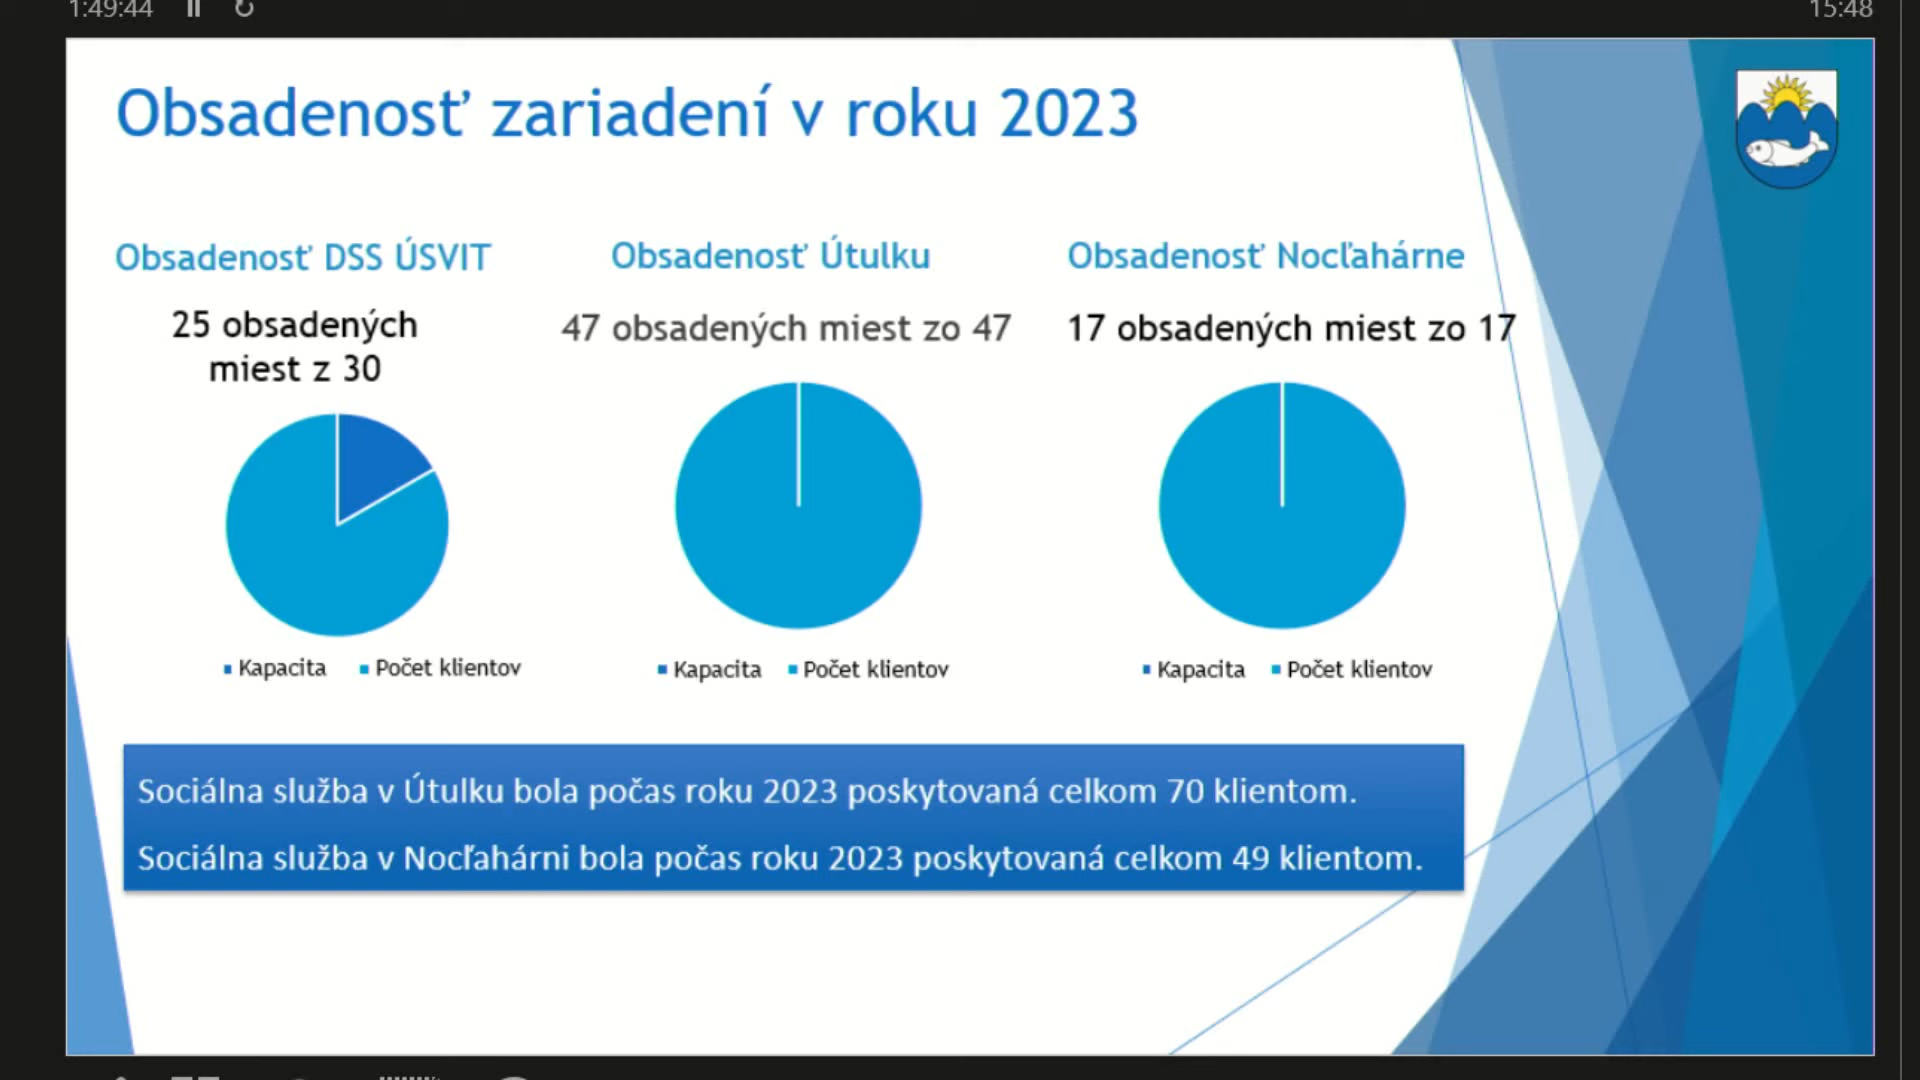 1:49:44
15:48
Obsadenosť zariadení v roku 2023
Obsadenosť DSS ÚSVIT
25 obsadených
miest z 30
Kapacita Počet klientov
Obsadenosť Útulku
47 obsadených miest zo 47
Kapacita Počet klientov
Obsadenosť Nocľahárne
17 obsadených miest zo 17
Kapacita Počet klientov
Sociálna služba v Útulku bola počas roku 2023 poskytovaná celkom 70 klientom.
Sociálna služba v Nocľahárni bola počas roku 2023 poskytovaná celkom 49 klientom.